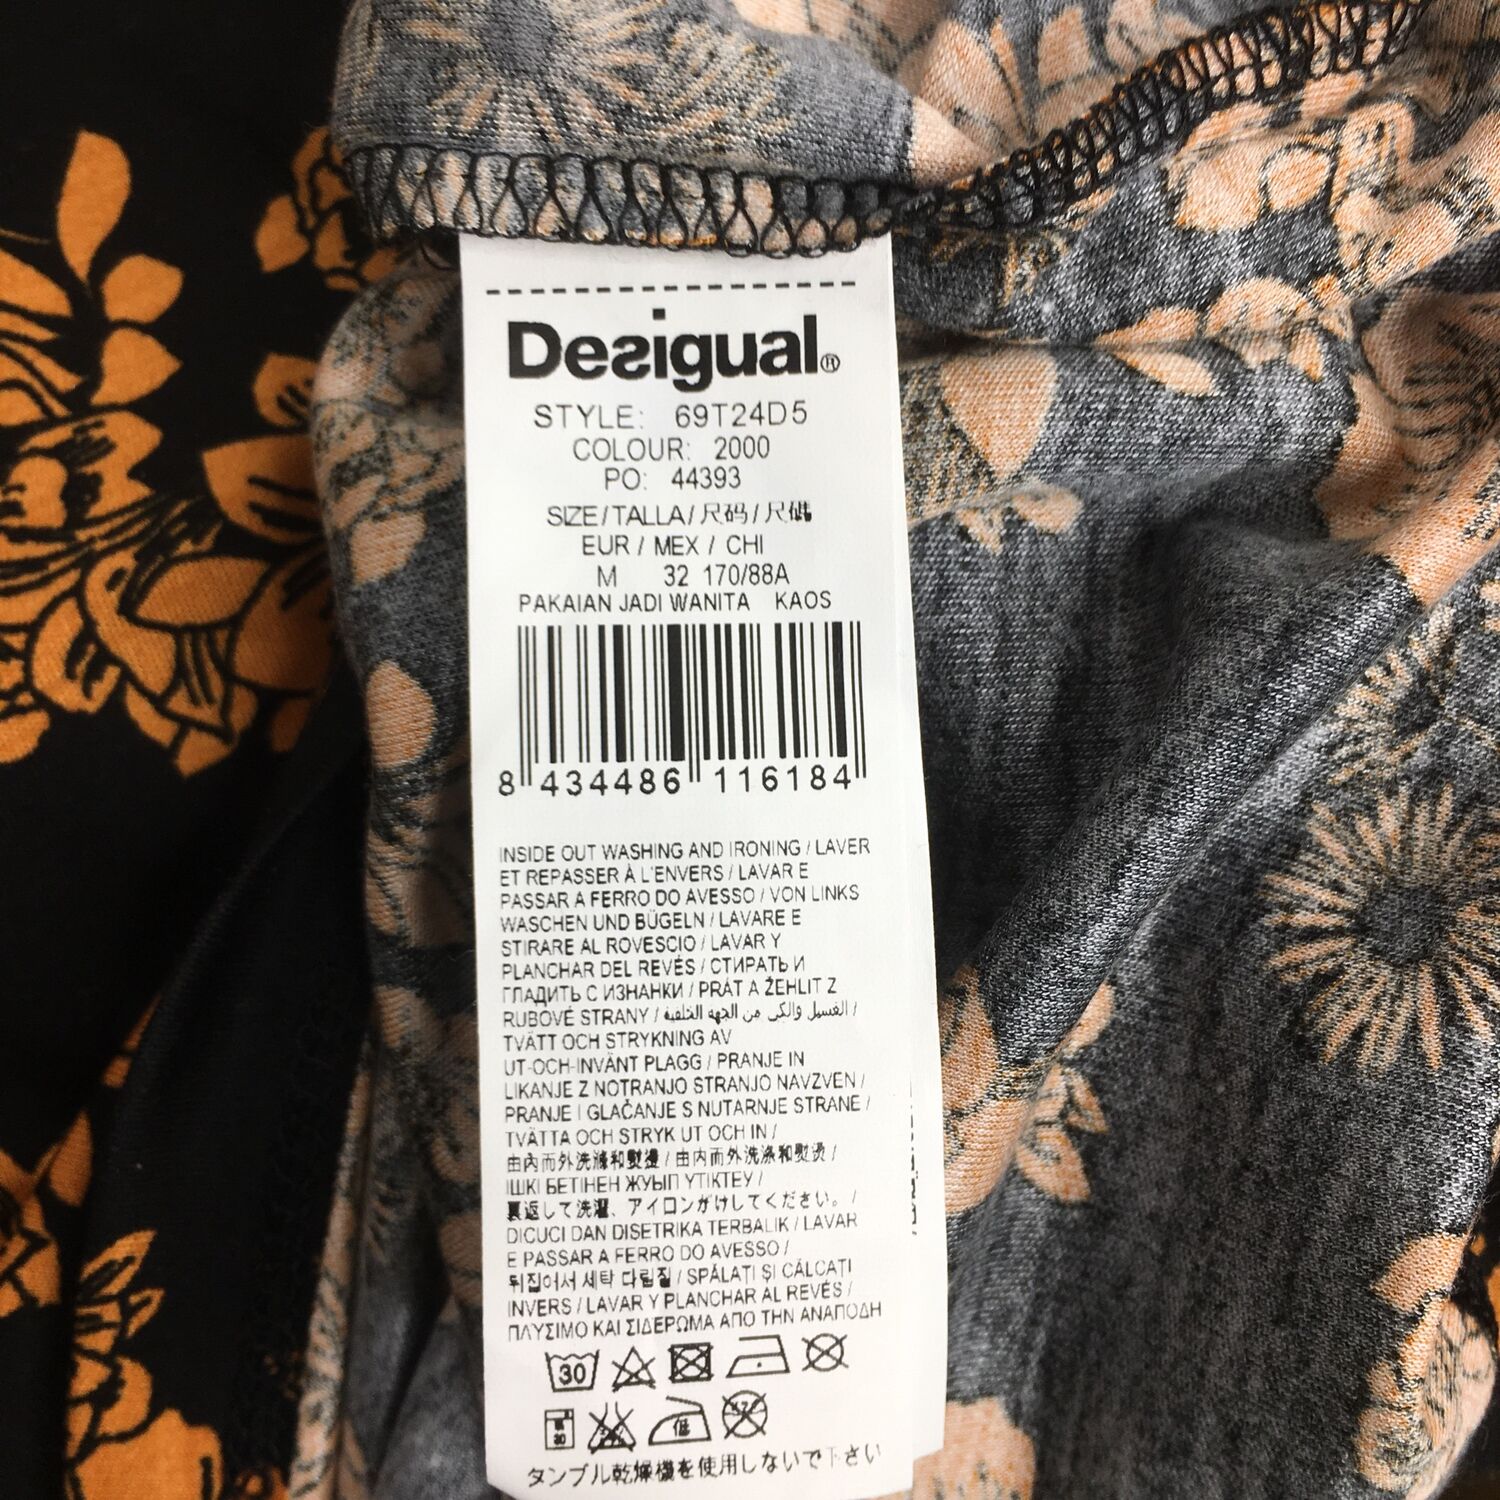 Desigual®
STYLE: 69T24D5
COLOUR: 2000
PO: 44393
SIZE/TALLA/尺码/尺碼
EUR / MEX / CHI
M 32 170/88A
PAKAIAN JADI WANITA KAOS
8 434486 116184
INSIDE OUT WASHING AND IRONING / LAVER
ET REPASSER À L'ENVERS / LAVAR E
PASSAR A FERRO DO AVESSO / VON LINKS
WASCHEN UND BÜGELN / LAVARE E
STIRARE AL ROVESCIO / LAVAR Y
PLANCHAR DEL REVÉS / СТИРАТЬ И
ГЛАДИТЬ С ИЗНАНКИ / PRÁT A ŽEHLIT Z
RUBOVÉ STRANY / الغسيل والكي من الجهة الخلفية /
TVÄTT OCH STRYKNING AV
UT-OCH-INVÄNT PLAGG / PRANJE IN
LIKANJE Z NOTRANJO STRANJO NAVZVEN /
PRANJE I GLAČANJE S NUTARNJE STRANE /
TVÄTTA OCH STRYK UT OCH IN /
由内而外洗滌和熨燙 / 由内而外洗涤和熨烫 /
ІШКІ БЕТІНЕН ЖУЫП ҮТІКТЕУ /
裏返して洗濯、アイロンがけしてください。 /
DICUCI DAN DISETRIKA TERBALIK / LAVAR
E PASSAR A FERRO DO AVESSO /
뒤집어서 세탁 다림질 / SPĂLAȚI ȘI CĂLCAȚI
INVERS / LAVAR Y PLANCHAR AL REVÉS /
ΠΛΥΣΙΜΟ ΚΑΙ ΣΙΔΕΡΩΜΑ ΑΠΟ ΤΗΝ ΑΝΑΠΟΔΗ
30
30 低
タンブル乾燥機を使用しないで下さい